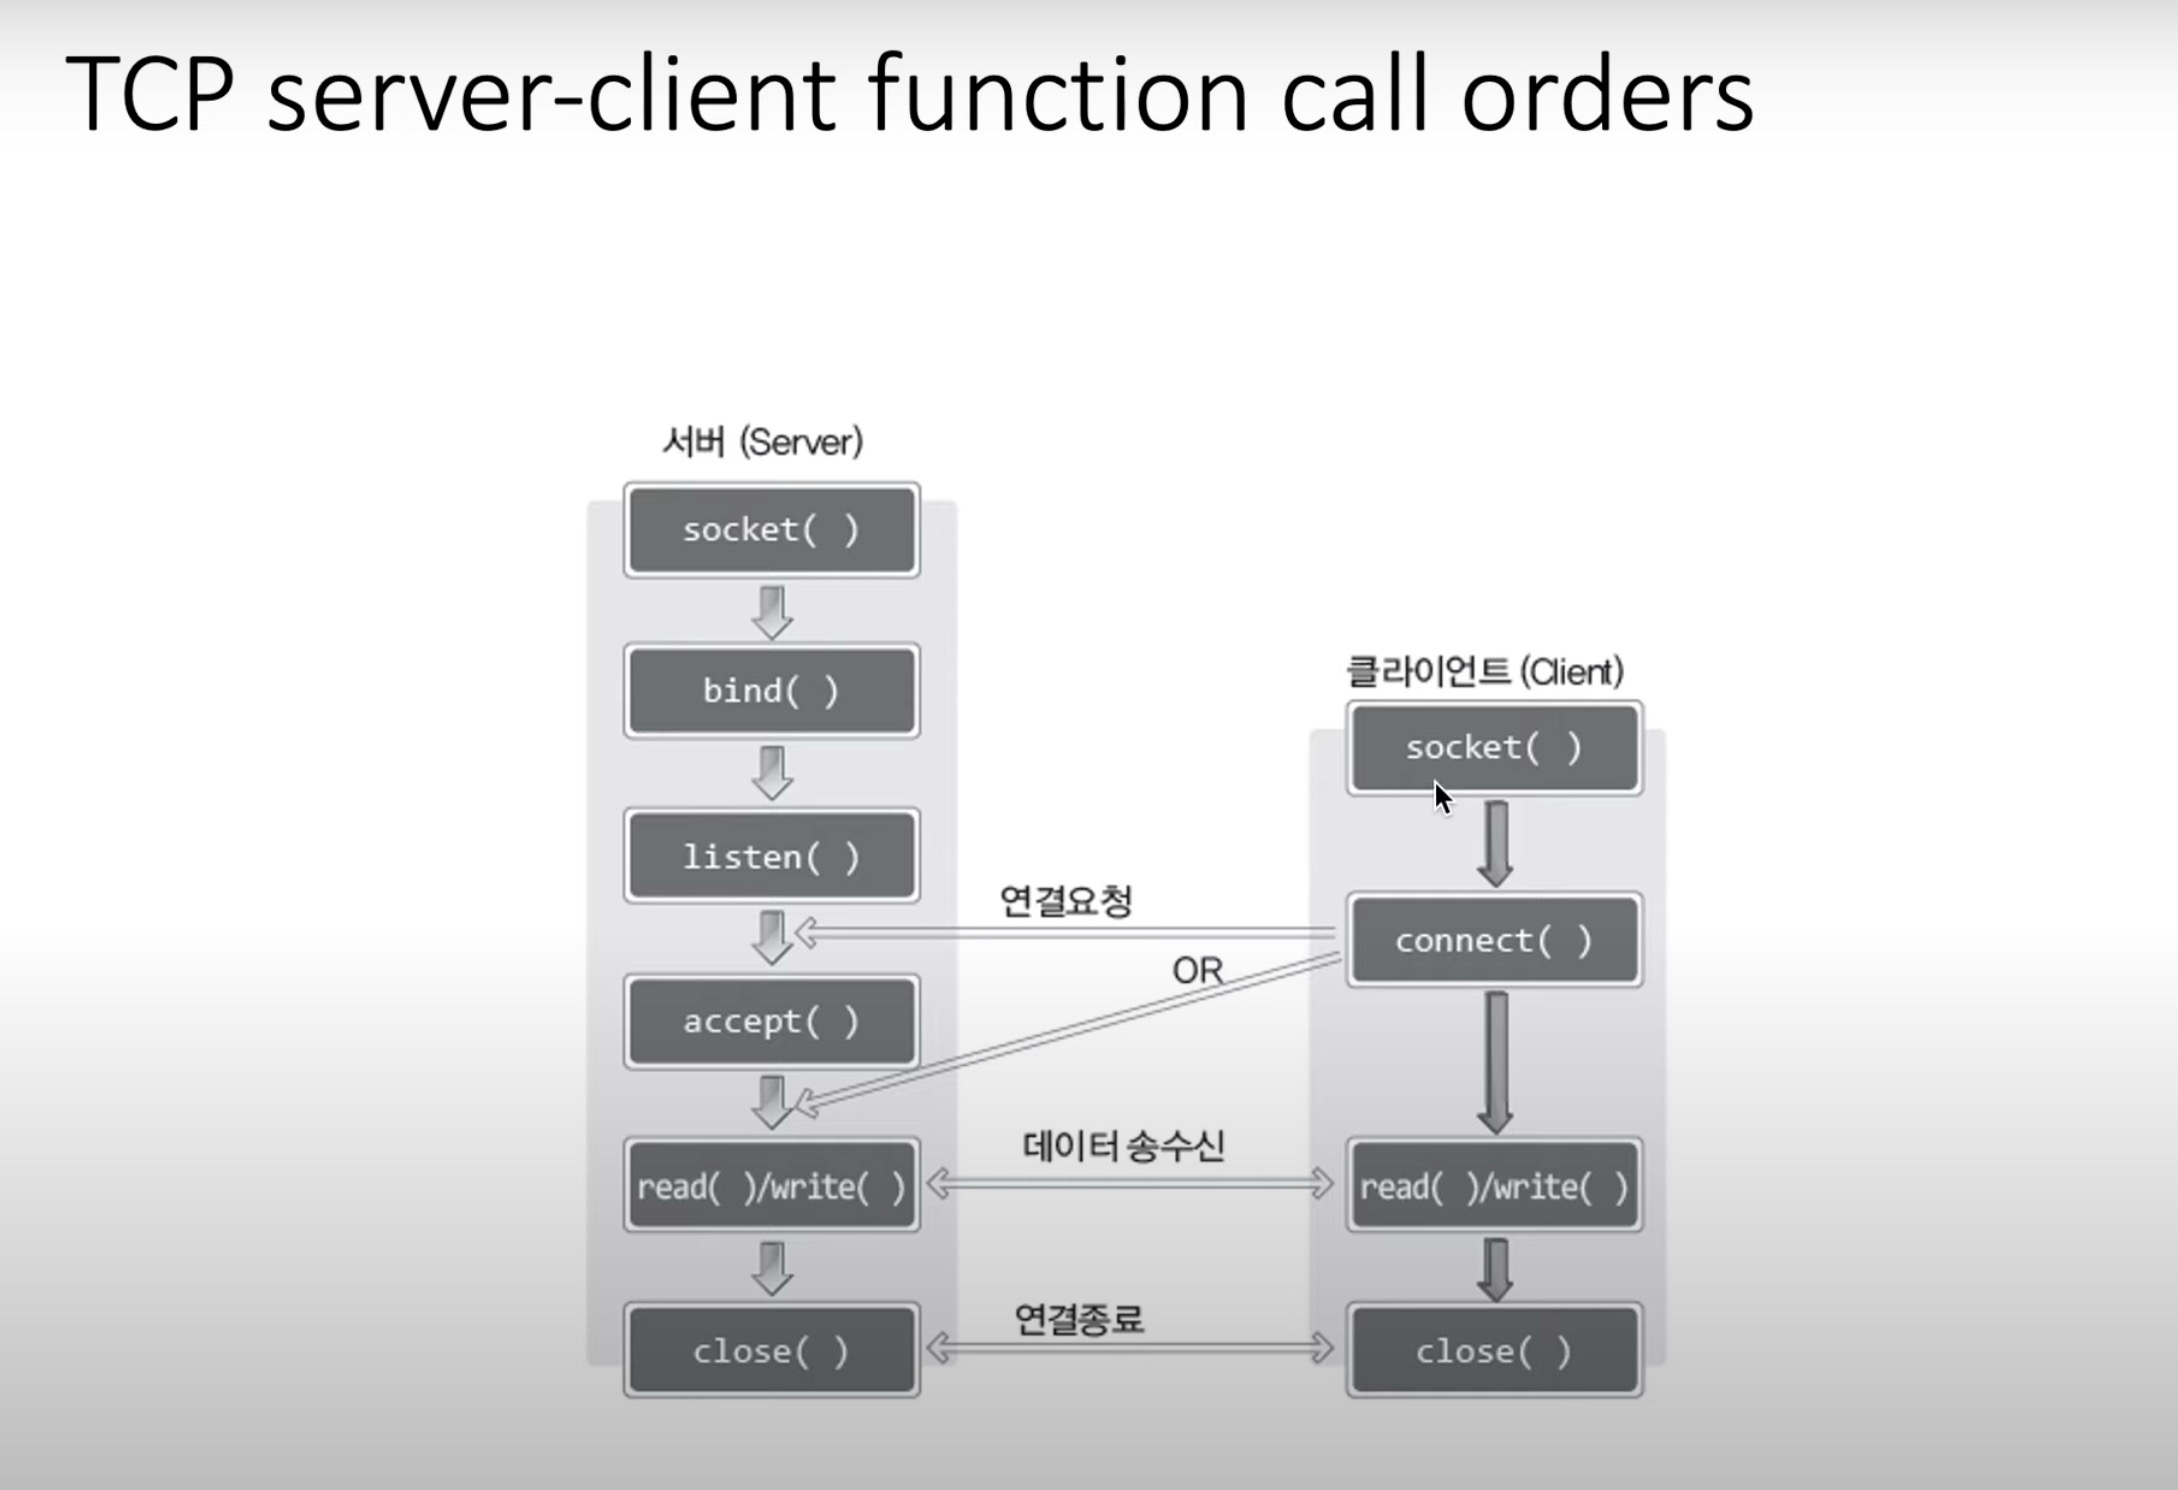 TCP server-client function call orders
서버 (Server)
socket( )
bind( )
listen( )
accept( )
read( )/write( )
close( )
클라이언트 (Client)
socket( )
connect( )
read( )/write( )
close( )
연결요청
OR
데이터 송수신
연결종료